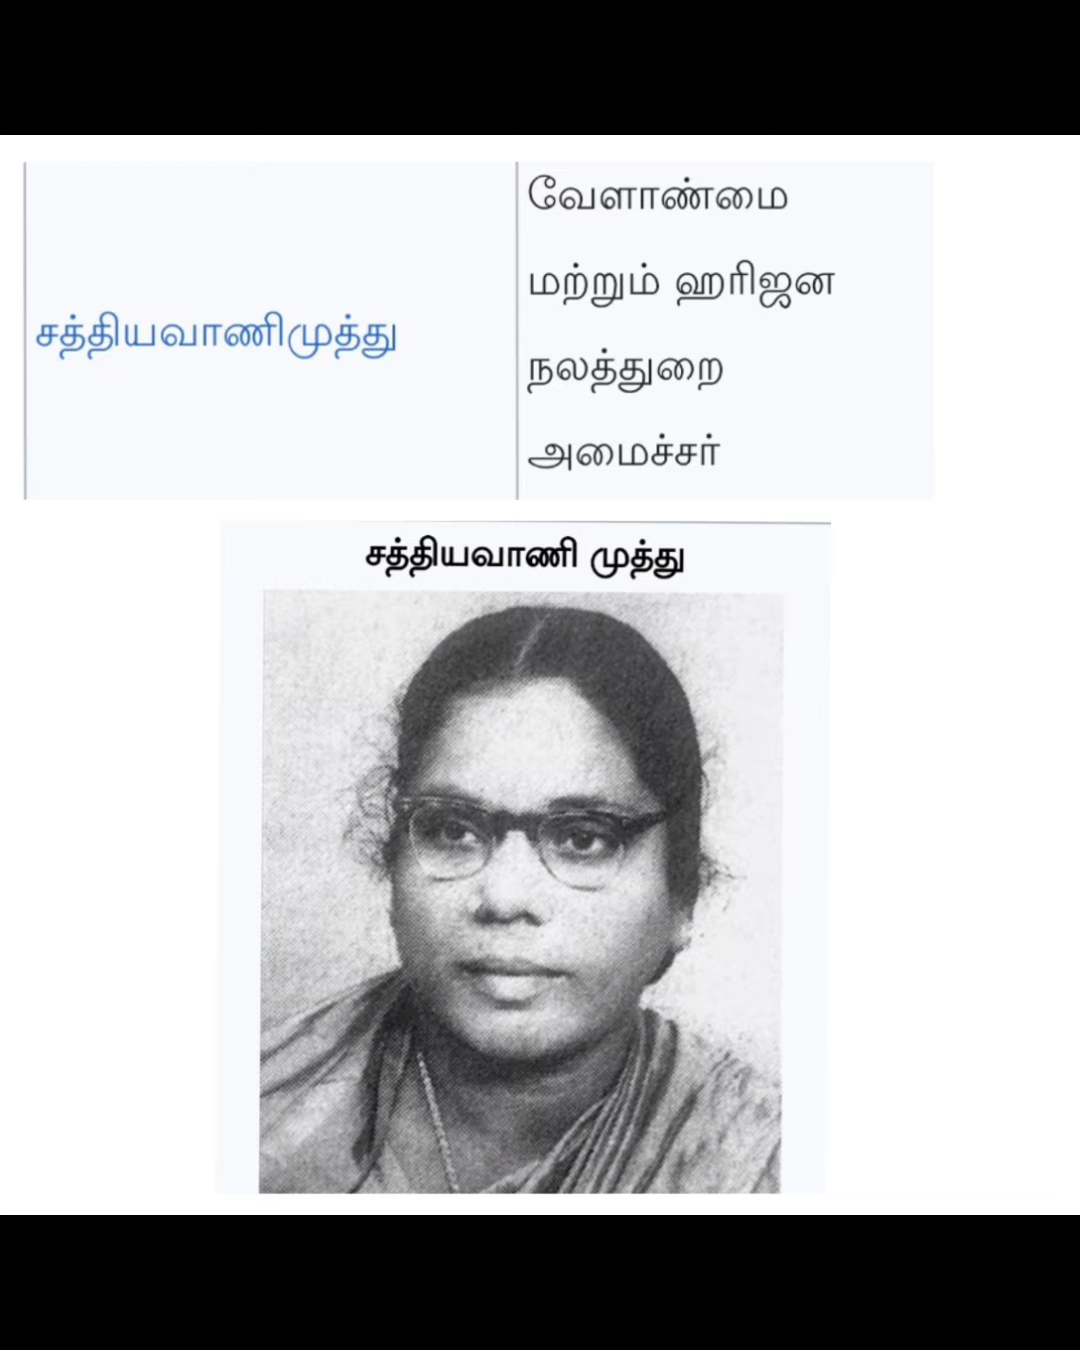 சத்தியவாணிமுத்து
வேளாண்மை
மற்றும் ஹரிஜன
நலத்துறை
அமைச்சர்
சத்தியவாணி முத்து